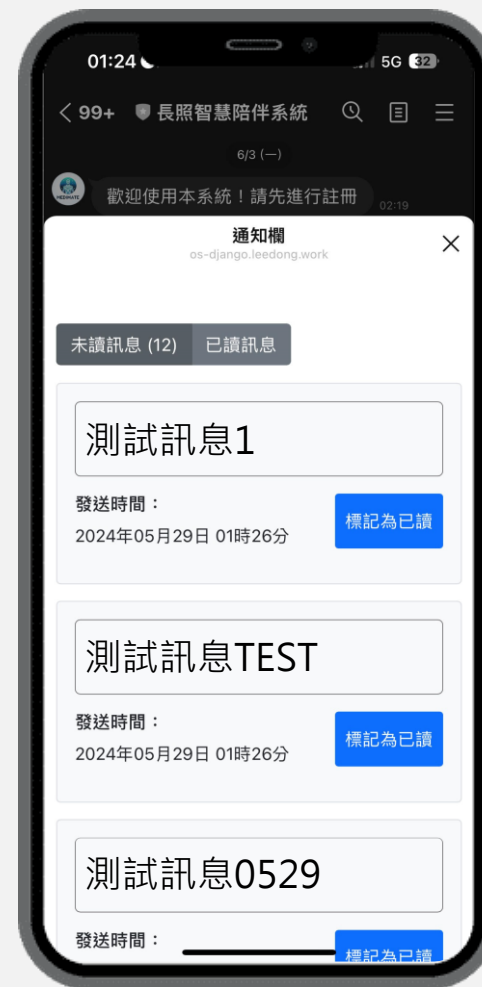 01:24 5G 32
99+ 長照智慧陪伴系統
6/3 (一)
歡迎使用本系統！請先進行註冊 02:19
通知欄
os-django.leedong.work
未讀訊息 (12) 已讀訊息
測試訊息1
發送時間：
2024年05月29日 01時26分
標記為已讀
測試訊息TEST
發送時間：
2024年05月29日 01時26分
標記為已讀
測試訊息0529
發送時間：
標記為已讀